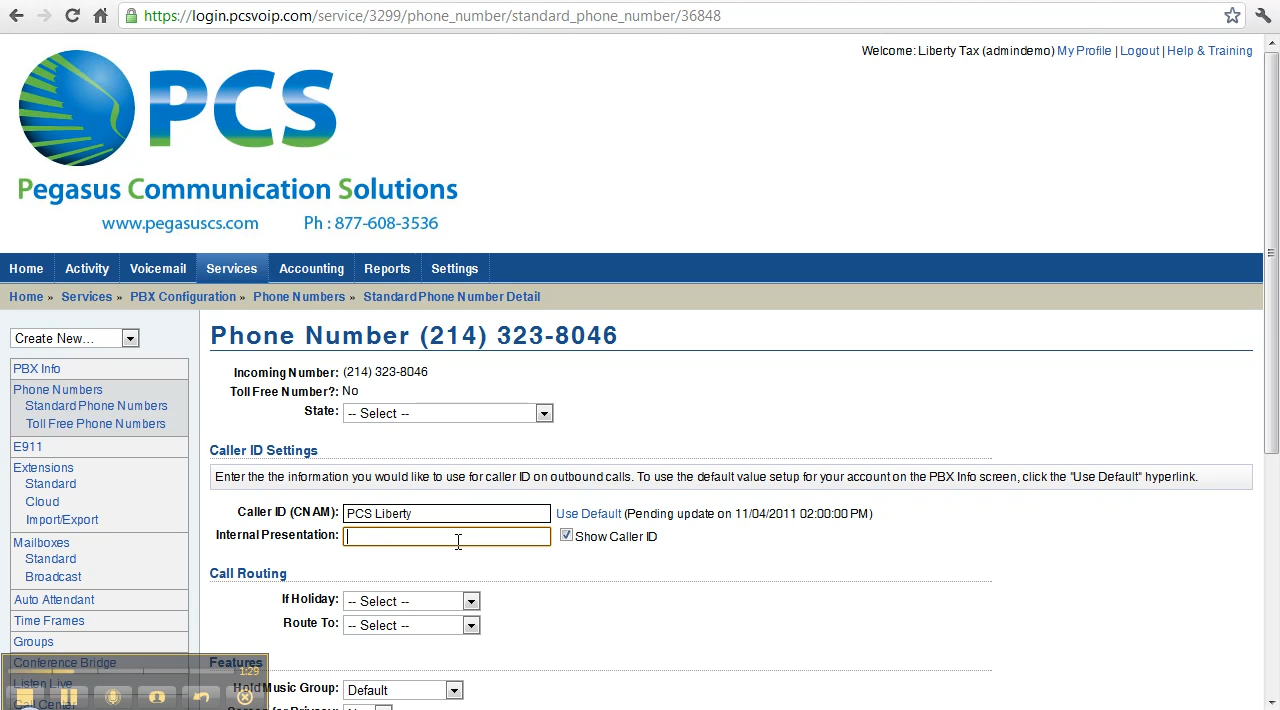 https://login.pcsvoip.com/service/3299/phone_number/standard_phone_number/36848
Welcome: Liberty Tax (admindemo) My Profile | Logout | Help & Training
PCS
Pegasus Communication Solutions
www.pegasuscs.com Ph : 877-608-3536
Home Activity Voicemail Services Accounting Reports Settings
Home » Services » PBX Configuration » Phone Numbers » Standard Phone Number Detail
Create New...
PBX Info
Phone Numbers
Standard Phone Numbers
Toll Free Phone Numbers
E911
Extensions
Standard
Cloud
Import/Export
Mailboxes
Standard
Broadcast
Auto Attendant
Time Frames
Groups
Conference Bridge
Listen Live
Call Center
1:29
Phone Number (214) 323-8046
Incoming Number: (214) 323-8046
Toll Free Number?: No
State: -- Select --
Caller ID Settings
Enter the the information you would like to use for caller ID on outbound calls. To use the default value setup for your account on the PBX Info screen, click the "Use Default" hyperlink.
Caller ID (CNAM): PCS Liberty Use Default (Pending update on 11/04/2011 02:00:00 PM)
Internal Presentation: Show Caller ID
Call Routing
If Holiday: -- Select --
Route To: -- Select --
Features
Hold Music Group: Default